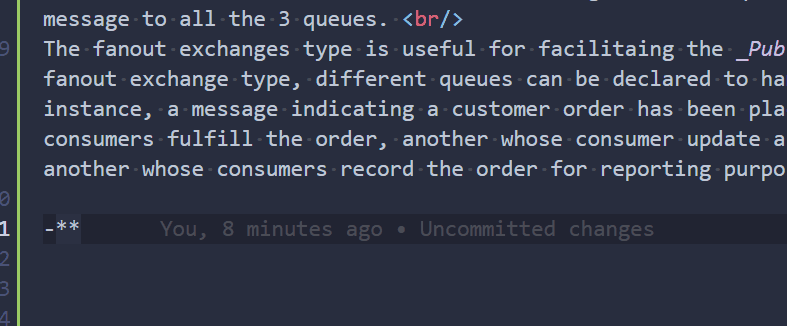 message to all the 3 queues. <br/>
9 The fanout exchanges type is useful for facilitaing the _Pub
fanout exchange type, different queues can be declared to ha
instance, a message indicating a customer order has been pla
consumers fulfill the order, another whose consumer update a
another whose consumers record the order for reporting purpo
0
1 -** You, 8 minutes ago • Uncommitted changes
2
3
4